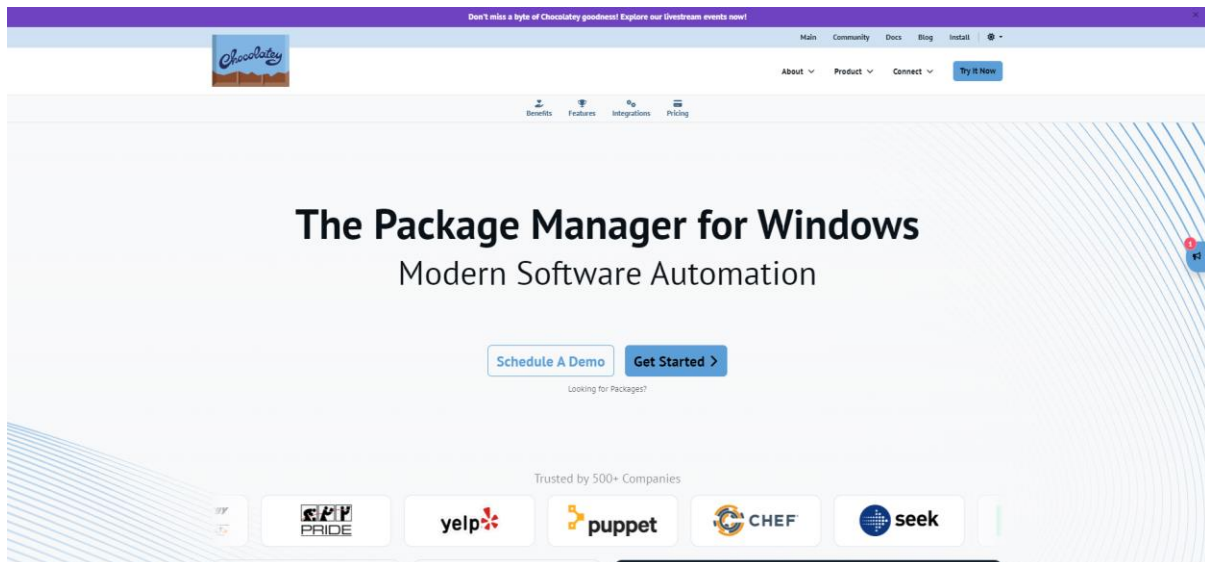 Don't miss a byte of Chocolatey goodness! Explore our livestream events now!
Main Community Docs Blog Install
Chocolatey
About Product Connect Try It Now
Benefits Features Integrations Pricing
The Package Manager for Windows
Modern Software Automation
1
Schedule A Demo Get Started
Looking for Packages?
Trusted by 500+ Companies
PRIDE yelp puppet CHEF seek